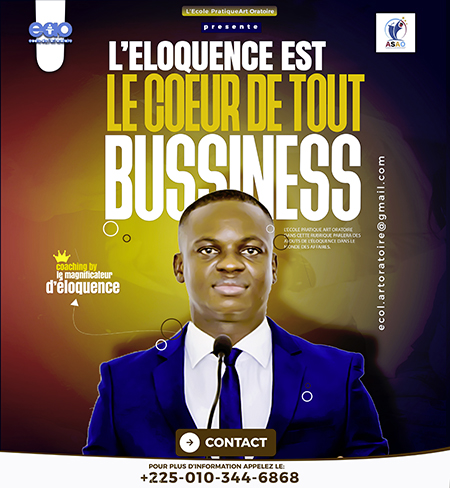 L'Ecole PratiqueArt Oratoire
presente
ASAO
L'ELOQUENCE EST
LE COEUR DE TOUT
BUSSINESS
L'ECOLE PRATIQUE ART ORATOIRE
DANS CETTE RUBRIQUE PARLERA DES
ATOUTS DE L'ELOQUENCE DANS LE
MONDE DES AFFAIRES.
ecol.artoratoire@gmail.com
coaching by
le magnificateur
d'éloquence
CONTACT
POUR PLUS D'INFORMATION APPELEZ LE:
+225-010-344-6868